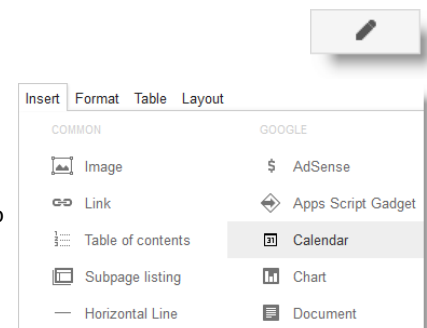 Insert Format Table Layout
COMMON GOOGLE
Image $ AdSense
Link Apps Script Gadget
Table of contents 31 Calendar
Subpage listing Chart
Horizontal Line Document